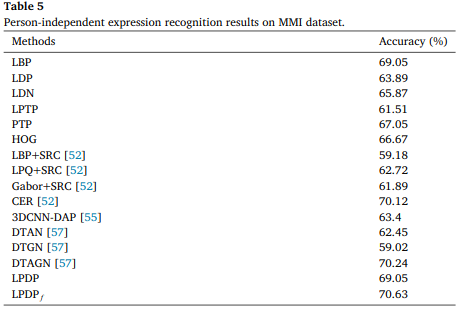 Table 5
Person-independent expression recognition results on MMI dataset.
Methods Accuracy (%)
LBP 69.05
LDP 63.89
LDN 65.87
LPTP 61.51
PTP 67.05
HOG 66.67
LBP+SRC [52] 59.18
LPQ+SRC [52] 62.72
Gabor+SRC [52] 61.89
CER [52] 70.12
3DCNN-DAP [55] 63.4
DTAN [57] 62.45
DTGN [57] 59.02
DTAGN [57] 70.24
LPDP 69.05
LPDPf 70.63